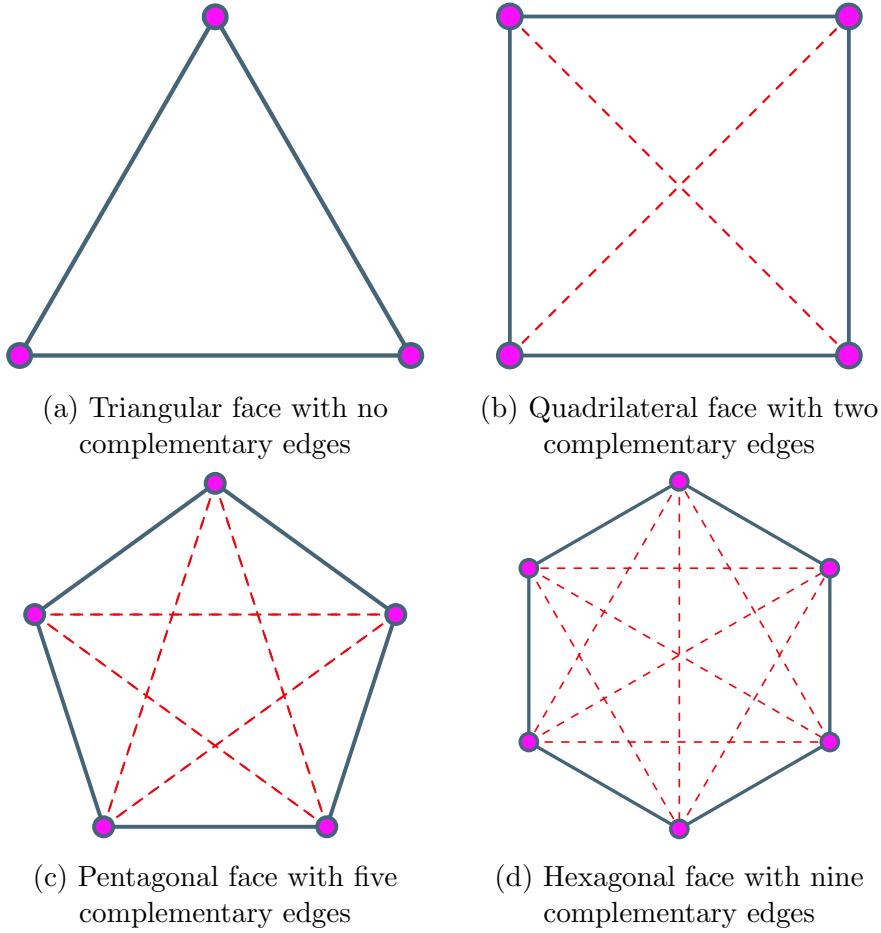 (a) Triangular face with no
complementary edges
(b) Quadrilateral face with two
complementary edges
(c) Pentagonal face with five
complementary edges
(d) Hexagonal face with nine
complementary edges